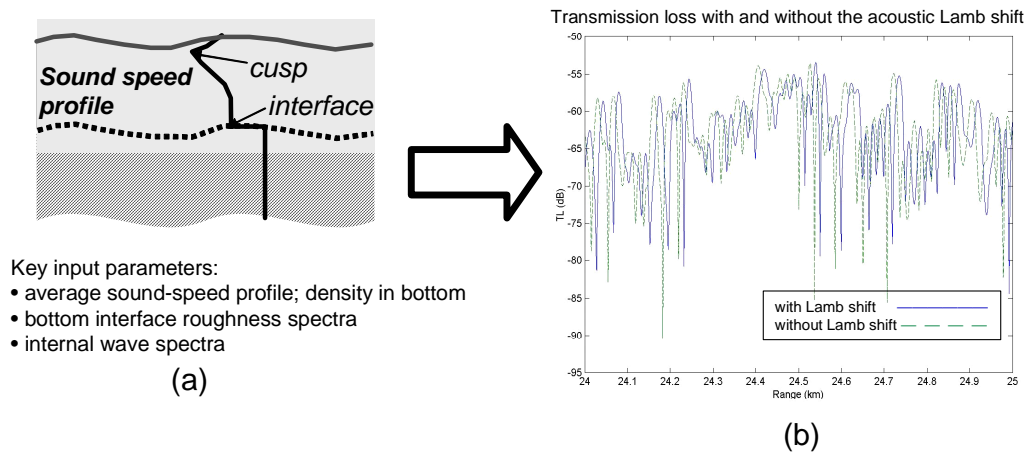 Sound speed
profile
cusp
interface
Key input parameters:
• average sound-speed profile; density in bottom
• bottom interface roughness spectra
• internal wave spectra
(a)
Transmission loss with and without the acoustic Lamb shift
-50
-55
-60
-65
-70
-75
-80
-85
-90
-95
TL (dB)
with Lamb shift
without Lamb shift
24 24.1 24.2 24.3 24.4 24.5 24.6 24.7 24.8 24.9 25
Range (km)
(b)